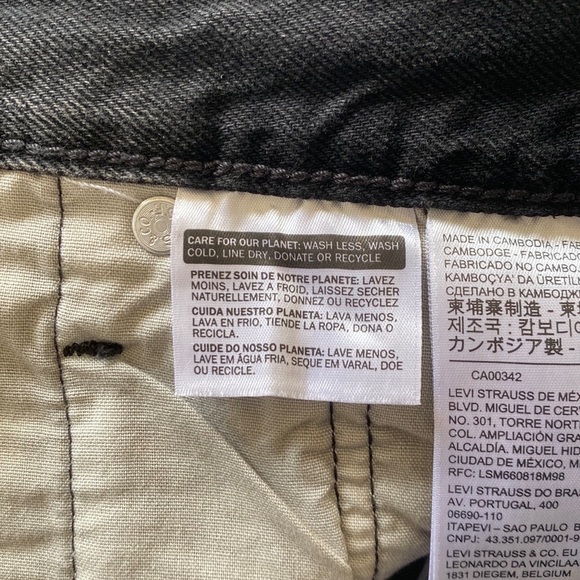 CARE FOR OUR PLANET: WASH LESS, WASH
COLD, LINE DRY, DONATE OR RECYCLE
PRENEZ SOIN DE NOTRE PLANETE: LAVEZ
MOINS, LAVEZ A FROID, LAISSEZ SECHER
NATURELLEMENT, DONNEZ OU RECYCLEZ
CUIDA NUESTRO PLANETA: LAVA MENOS,
LAVA EN FRIO, TIENDE LA ROPA, DONA O
RECICLA.
CUIDE DO NOSSO PLANETA: LAVE MENOS,
LAVE EM ÁGUA FRIA, SEQUE EM VARAL, DOE
OU RECICLE.
MADE IN CAMBODIA - FA
CAMBODGE - FABRICADO
FABRICADO NO CAMBO
KAMBOÇYA' DA ÜRETİL
СДЕЛАНО В КАМБОДЖ
柬埔寨制造 - 柬
제조국 : 캄보디
カンボジア製 -
CA00342
LEVI STRAUSS DE MÉX
BLVD. MIGUEL DE CER
NO. 301, TORRE NORT
COL. AMPLIACIÓN GRA
ALCALDÍA. MIGUEL HID
CIUDAD DE MÉXICO, M
RFC: LSM660818M98
LEVI STRAUSS DO BRA
AV. PORTUGAL, 400
06690-110
ITAPEVI – SAO PAULO B
CNPJ: 43.351.097/0001-9
LEVI STRAUSS & CO. EU
LEONARDO DA VINCILAA
1831 DIEGEM, BELGIUM